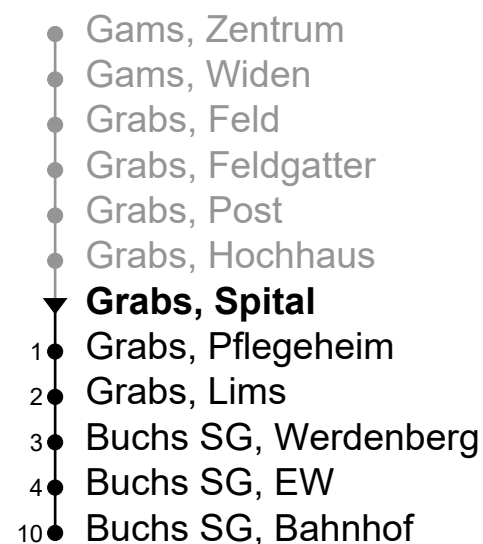 Gams, Zentrum
Gams, Widen
Grabs, Feld
Grabs, Feldgatter
Grabs, Post
Grabs, Hochhaus
Grabs, Spital
1 Grabs, Pflegeheim
2 Grabs, Lims
3 Buchs SG, Werdenberg
4 Buchs SG, EW
10 Buchs SG, Bahnhof